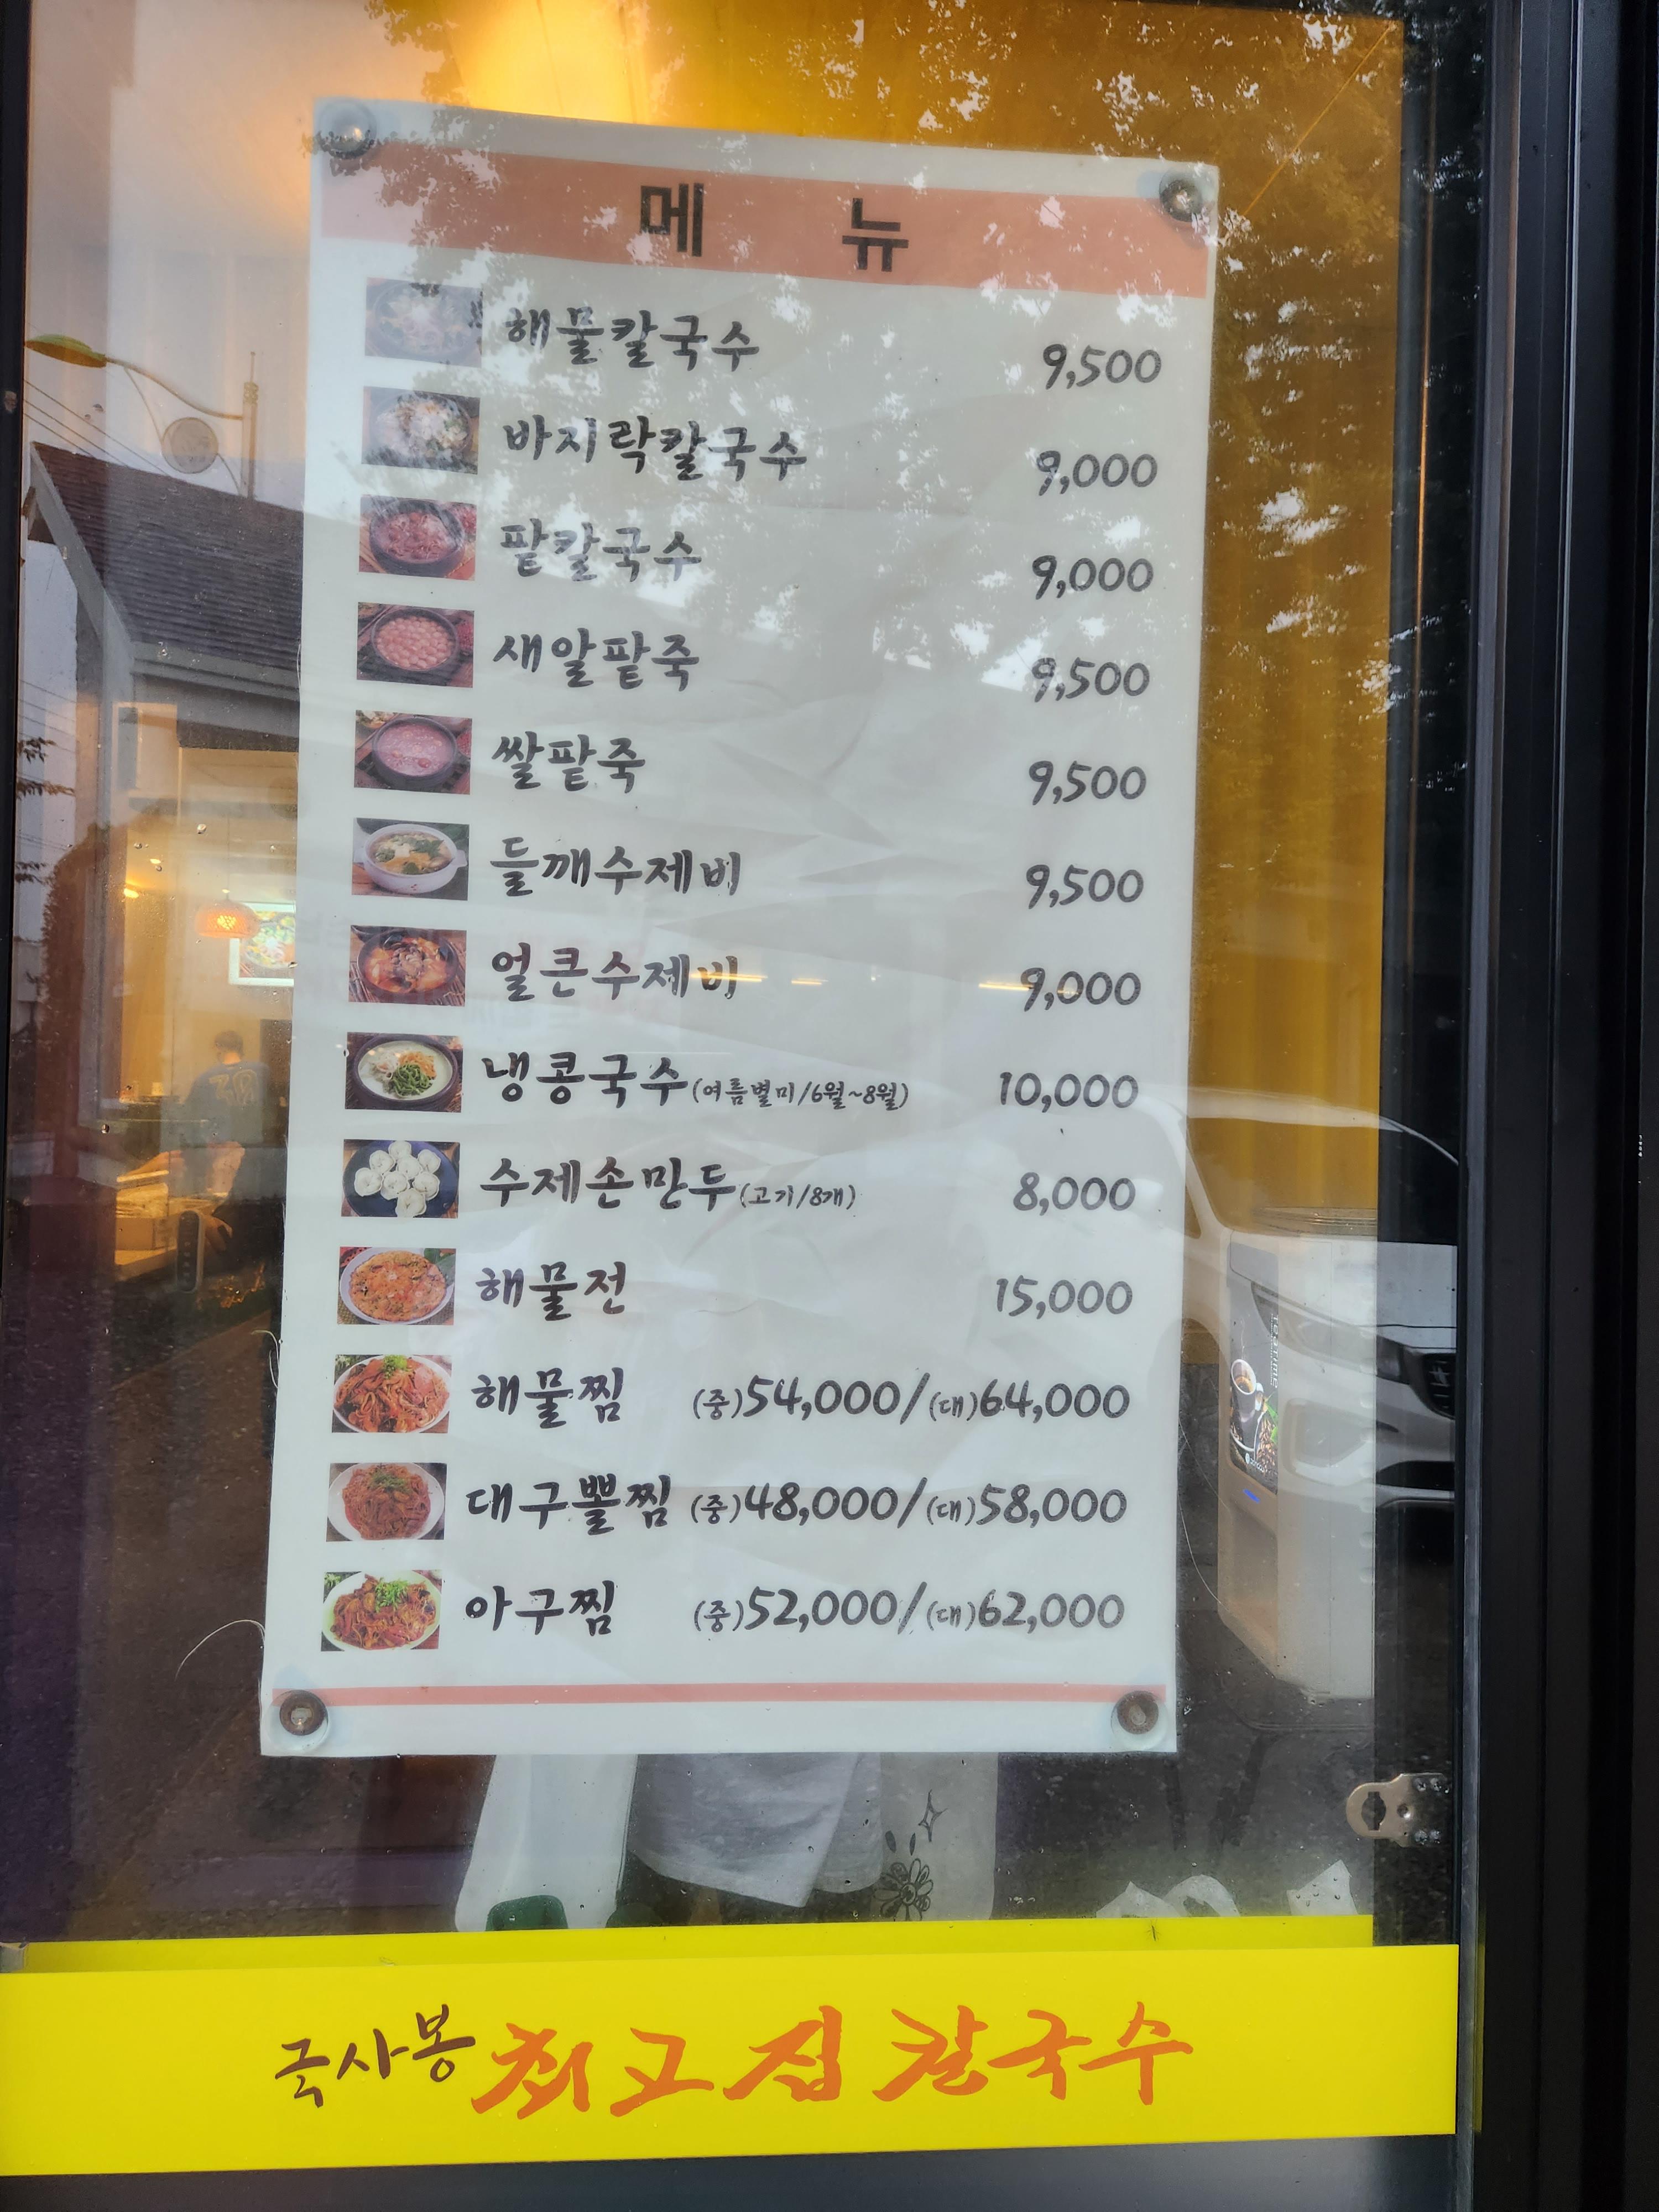 메 뉴
해물칼국수 9,500
바지락칼국수 9,000
팥칼국수 9,000
새알팥죽 9,500
쌀팥죽 9,500
들깨수제비 9,500
얼큰수제비 9,000
냉콩국수(여름별미/6월~8월) 10,000
수제손만두(고기/8개) 8,000
해물전 15,000
해물찜 (중)54,000/(대)64,000
대구뽈찜 (중)48,000/(대)58,000
아구찜 (중)52,000/(대)62,000
국사봉 최고집 칼국수